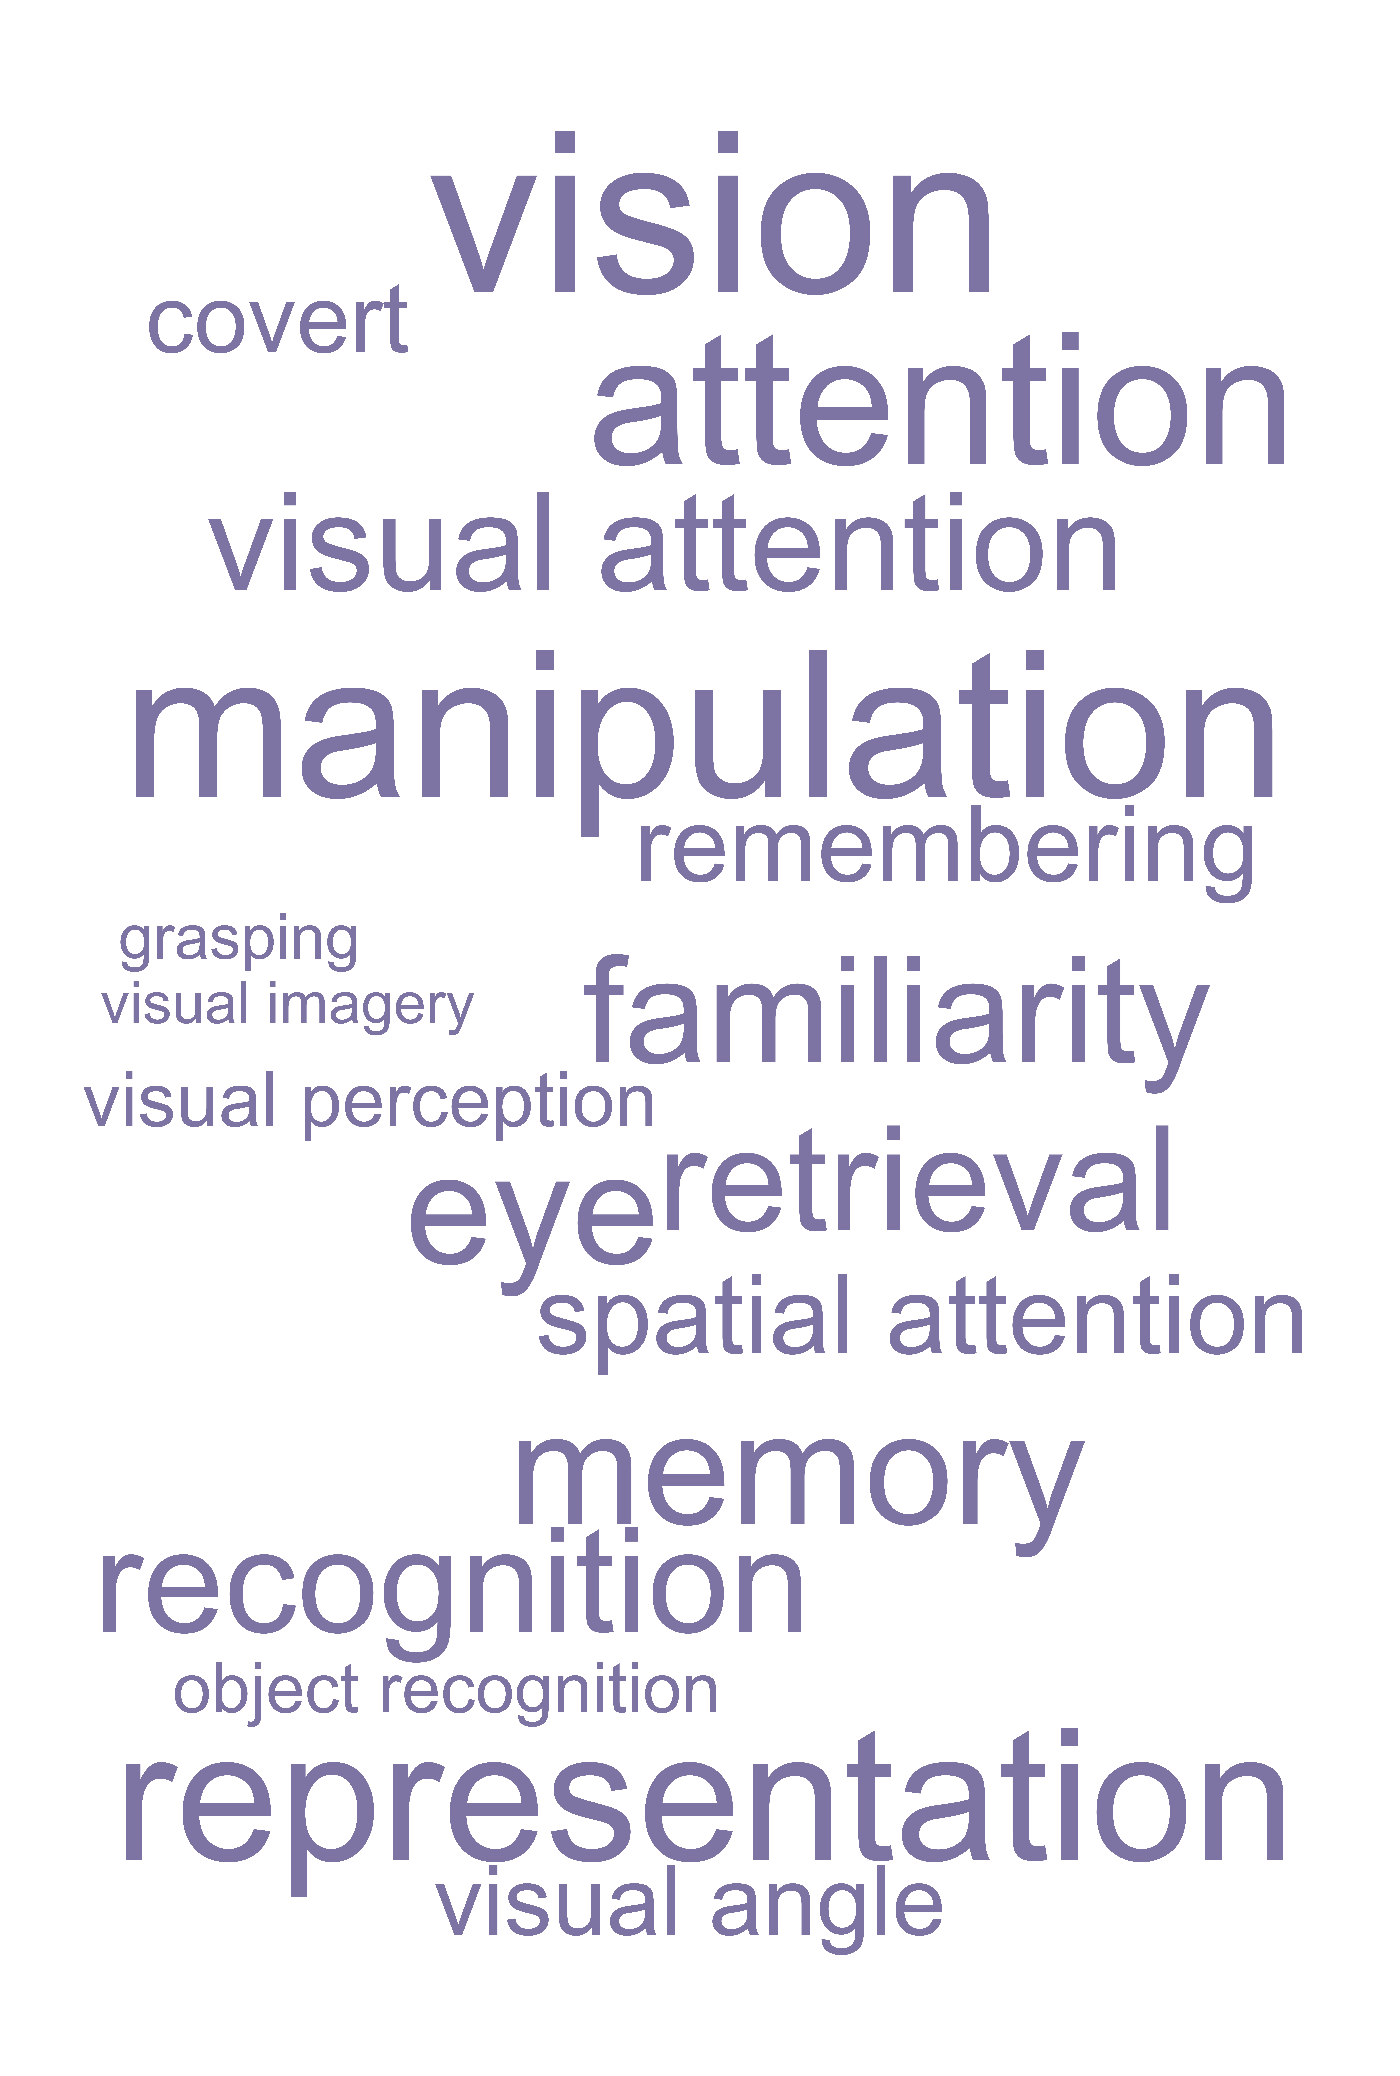 vision
covert
attention
visual attention
manipulation
remembering
grasping
familiarity
visual imagery
visual perception
retrieval
eye
spatial attention
memory
recognition
object recognition
representation
visual angle